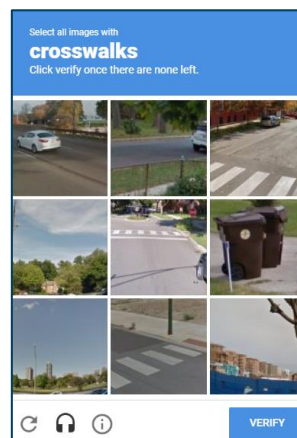 Select all images with
crosswalks
Click verify once there are none left.
VERIFY